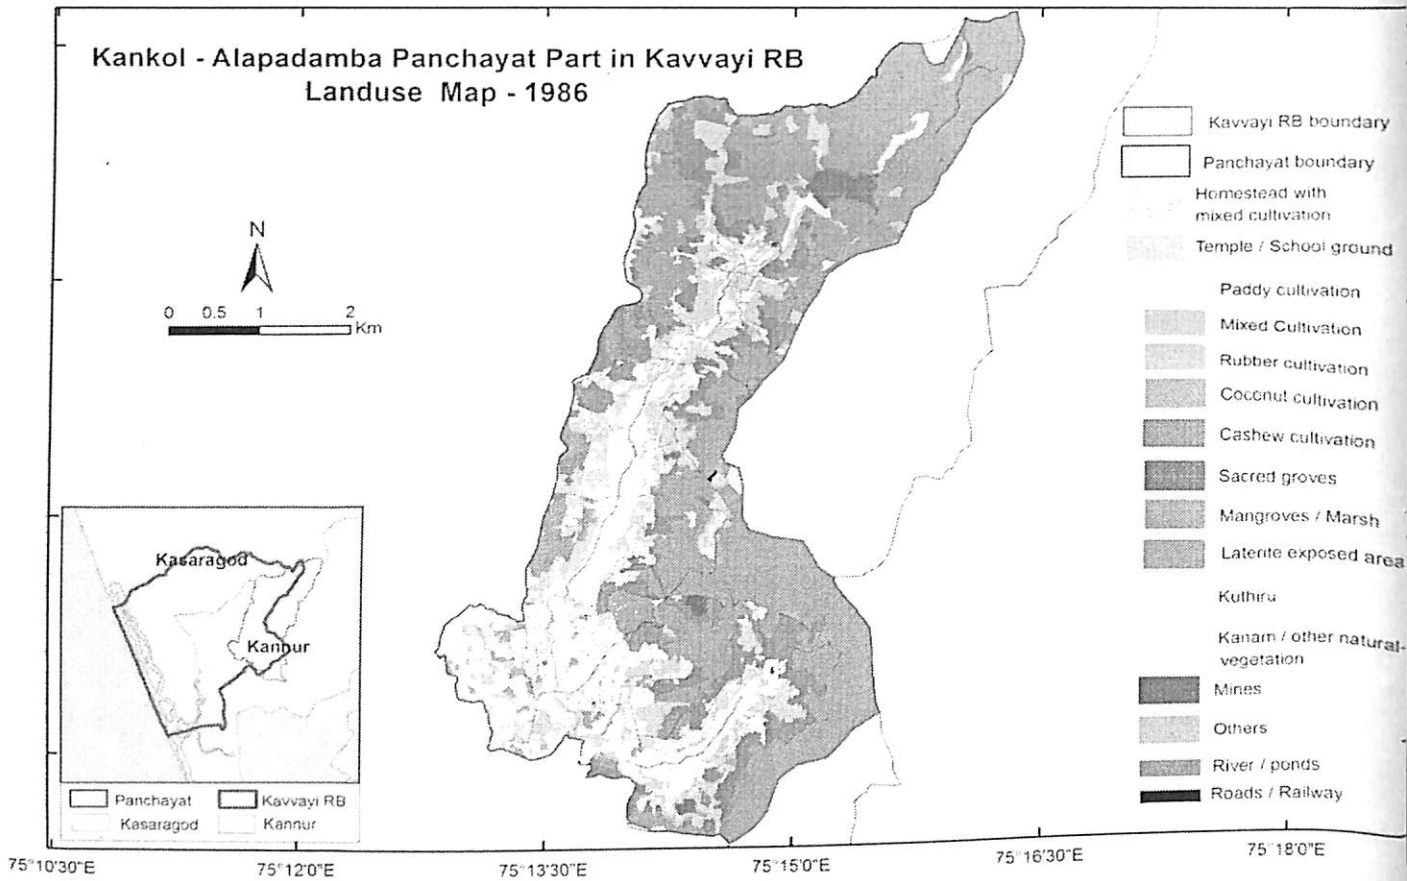 Kankol - Alapadamba Panchayat Part in Kavvayi RB
Landuse Map - 1986
N
0 0.5 1 2
Km
Kavvayi RB boundary
Panchayat boundary
Homestead with
mixed cultivation
Temple / School ground
Paddy cultivation
Mixed Cultivation
Rubber cultivation
Coconut cultivation
Cashew cultivation
Sacred groves
Mangroves / Marsh
Laterite exposed area
Kuthiru
Kanam / other natural-
vegetation
Mines
Others
River / ponds
Roads / Railway
Kasaragod
Kannur
Panchayat Kavvayi RB
Kasaragod Kannur
75°10'30"E 75°12'0"E 75°13'30"E 75°15'0"E 75°16'30"E 75°18'0"E